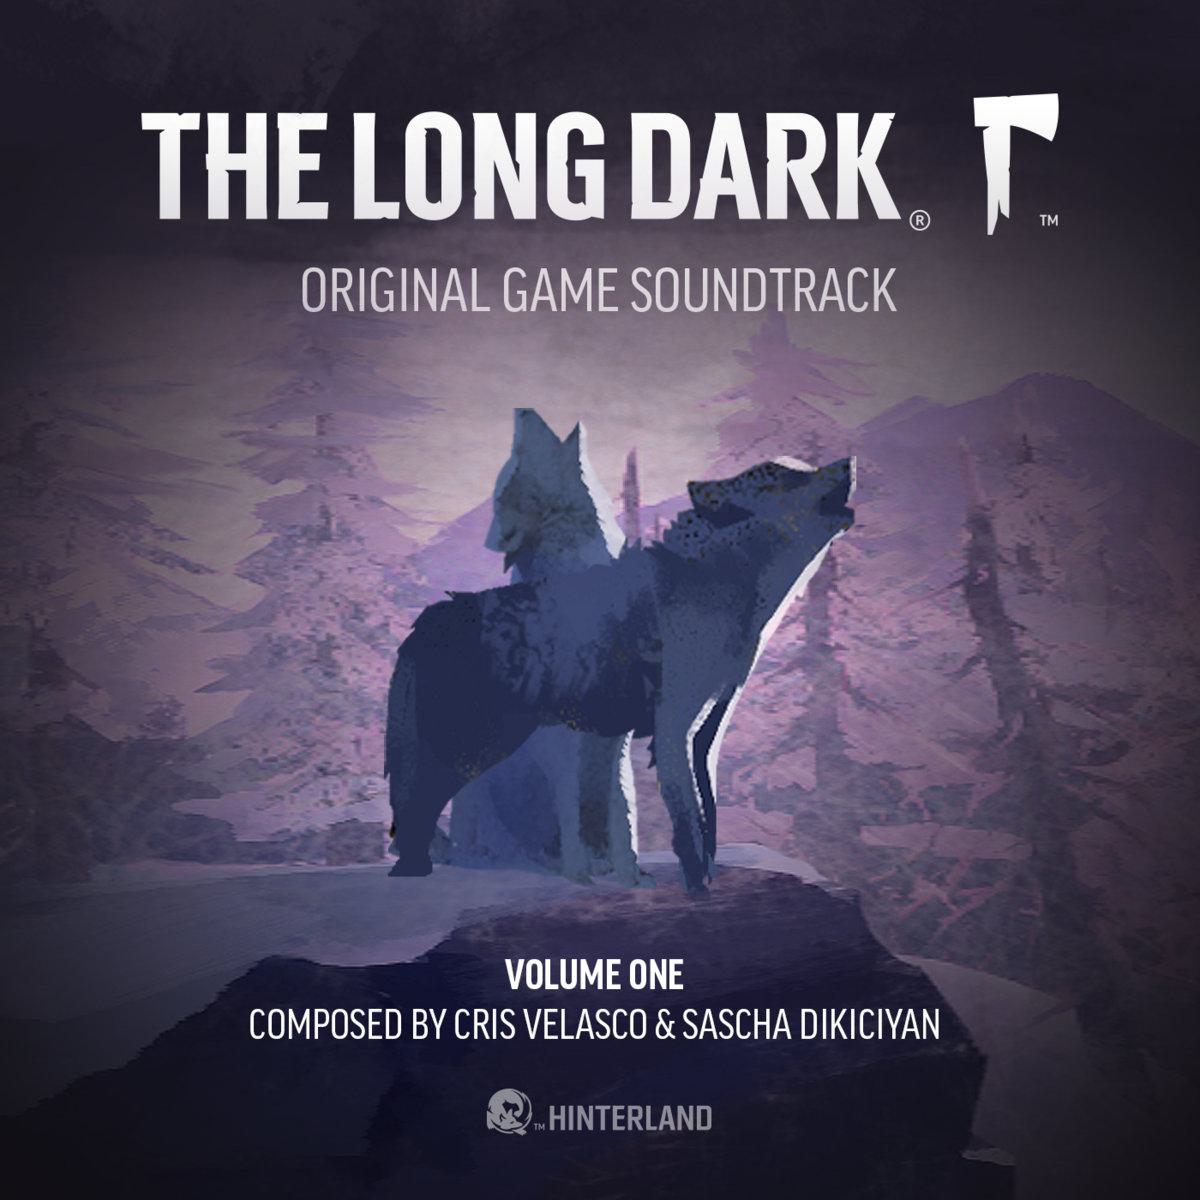 THE LONG DARK ® ™
ORIGINAL GAME SOUNDTRACK
VOLUME ONE
COMPOSED BY CRIS VELASCO & SASCHA DIKICIYAN
™ HINTERLAND